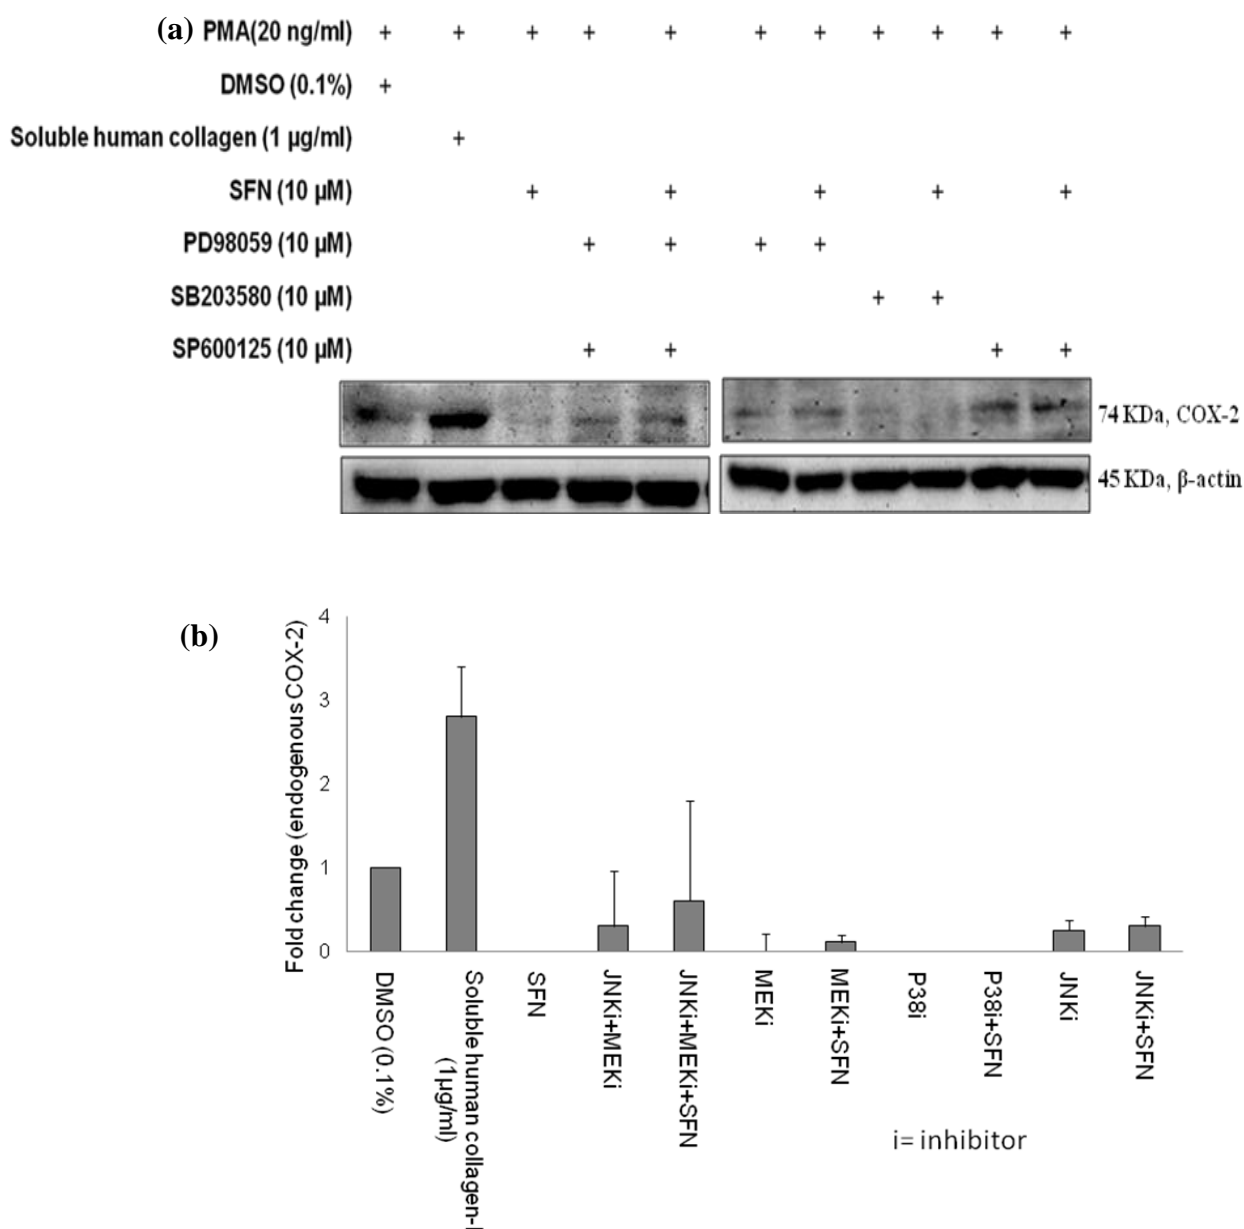 (a) PMA(20 ng/ml) + + + + + + + + + + +
DMSO (0.1%) +
Soluble human collagen (1 µg/ml) +
SFN (10 µM) + + + + +
PD98059 (10 µM) + + + +
SB203580 (10 µM) + +
SP600125 (10 µM) + + + +
74 KDa, COX-2
45 KDa, β-actin
(b)
Fold change (endogenous COX-2)
4
3
2
1
0
DMSO (0.1%)
Soluble human collagen-I
(1µg/ml)
SFN
JNKi+MEKi
JNKi+MEKi+SFN
MEKi
MEKi+SFN
P38i
P38i+SFN
JNKi
JNKi+SFN
i= inhibitor